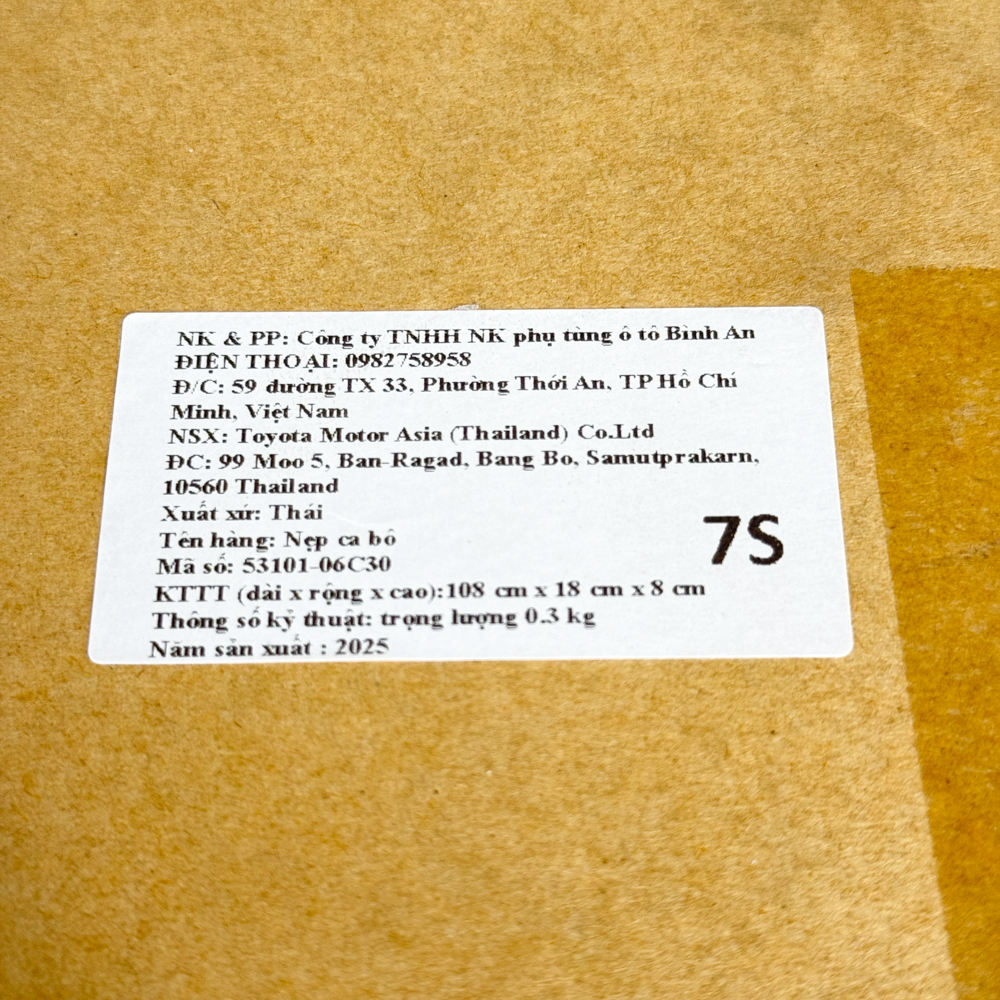 NK & PP: Công ty TNHH NK phụ tùng ô tô Bình An
ĐIỆN THOẠI: 0982758958
Đ/C: 59 đường TX 33, Phường Thới An, TP Hồ Chí
Minh, Việt Nam
NSX: Toyota Motor Asia (Thailand) Co.Ltd
ĐC: 99 Moo 5, Ban-Ragad, Bang Bo, Samutprakarn,
10560 Thailand
Xuất xứ: Thái
Tên hàng: Nẹp ca bô
Mã số: 53101-06C30
7S
KTTT (dài x rộng x cao):108 cm x 18 cm x 8 cm
Thông số kỹ thuật: trọng lượng 0.3 kg
Năm sản xuất : 2025